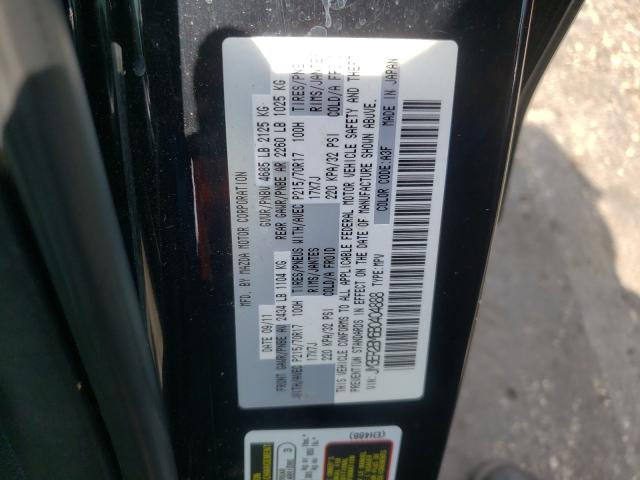 MFD. BY MAZDA MOTOR CORPORATION
DATE 09/11 GVWR/PNBV 4685 LB 2125 KG
FRONT GAWR/PNBE AV 2434 LB 1104 KG REAR GAWR/PNBE AR 2260 LB 1025 KG
WITH/AVEC P215/70R17 100H TIRES/PNEUS WITH/AVEC P215/70R17 100H TIRES/PNEUS
17X7J RIMS/JANTES 17X7J RIMS/JANTES
220 KPA/32 PSI COLD/A FROID 220 KPA/32 PSI COLD/A
THIS VEHICLE CONFORMS TO ALL APPLICABLE FEDERAL MOTOR VEHICLE SAFETY AND THEFT
PREVENTION STANDARDS IN EFFECT ON THE DATE OF MANUFACTURE SHOWN ABOVE.
TYPE:MPV COLOR CODE:A3F MADE IN JAPAN
(EH48B)